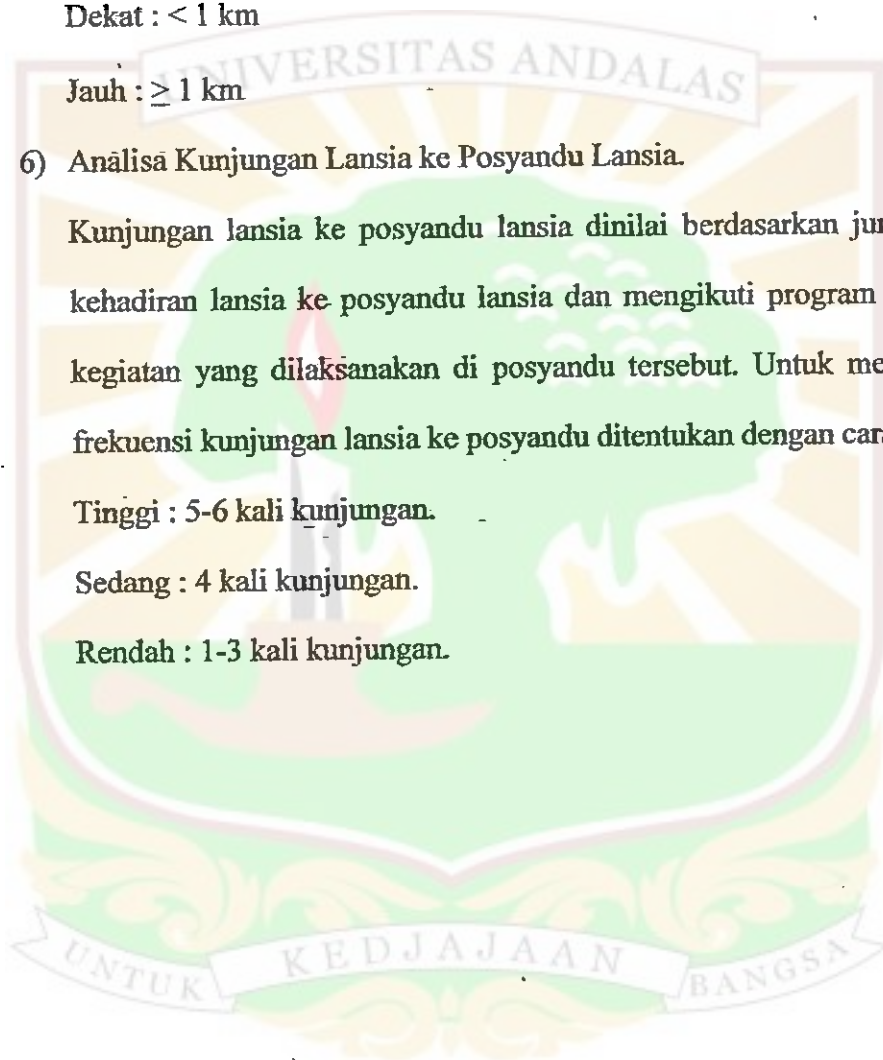 Dekat : < 1 km
UNIVERSITAS ANDALAS
Jauh : ≥ 1 km
6) Analisa Kunjungan Lansia ke Posyandu Lansia.
Kunjungan lansia ke posyandu lansia dinilai berdasarkan
kehadiran lansia ke posyandu lansia dan mengikuti program
kegiatan yang dilaksanakan di posyandu tersebut. Untuk
frekuensi kunjungan lansia ke posyandu ditentukan dengan
Tinggi : 5-6 kali kunjungan.
Sedang : 4 kali kunjungan.
Rendah : 1-3 kali kunjungan.
UNTUK KEDJAJAAN BANGSA